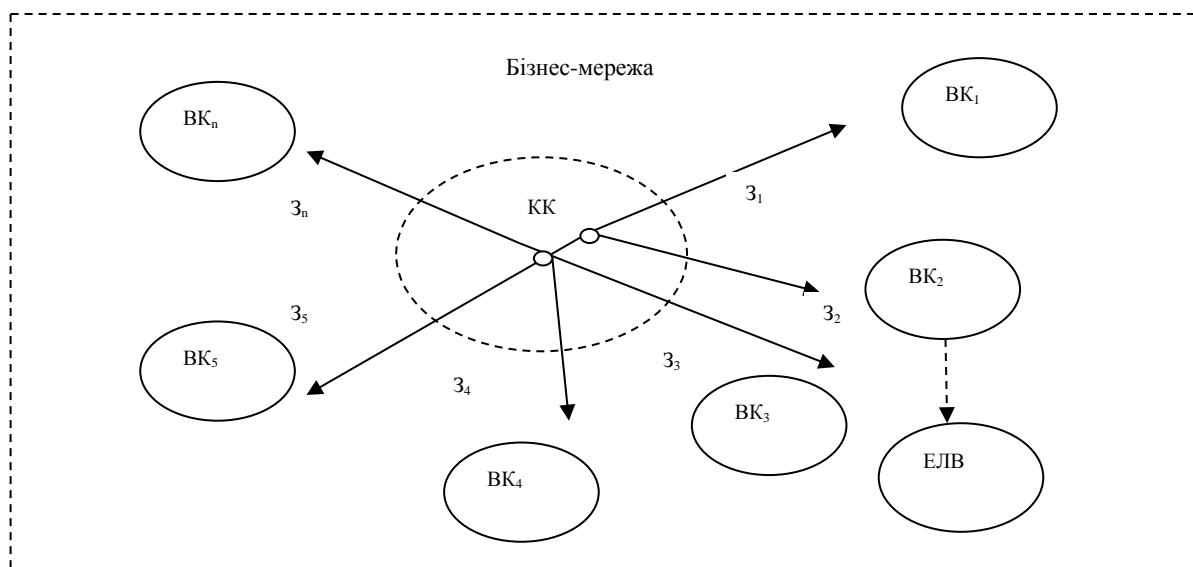 Бізнес-мережа
ВК₁
ВКₙ
З₁
Зₙ
КК
ВК₂
З₂
З₅
ВК₅
З₃
З₄
ВК₃
ЕЛВ
ВК₄